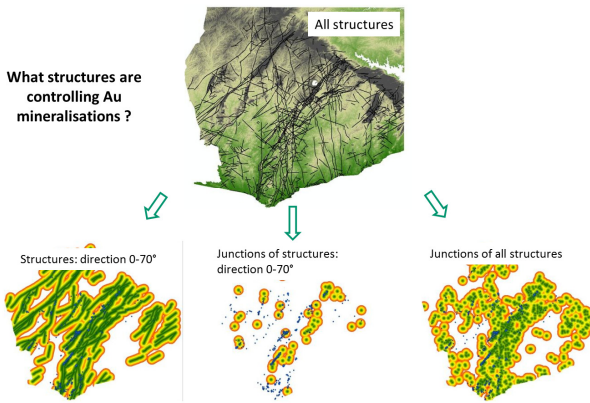 All structures
What structures are
controlling Au
mineralisations ?
Structures: direction 0-70°
Junctions of structures:
direction 0-70°
Junctions of all structures